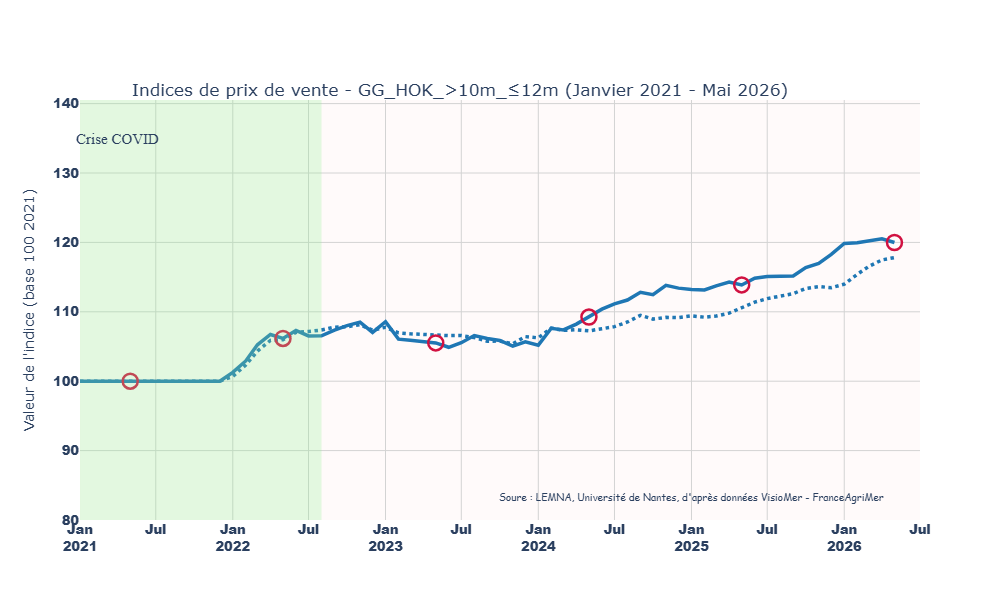 Indices de prix de vente - GG_HOK_>10m_≤12m (Janvier 2021 - Mai 2026)
140
Crise COVID
130
120
110
100
90
80
Valeur de l'indice (base 100 2021)
Soure : LEMNA, Université de Nantes, d'après données VisioMer - FranceAgriMer
Jan Jul Jan Jul Jan Jul Jan Jul Jan Jul Jan Jul
2021 2022 2023 2024 2025 2026